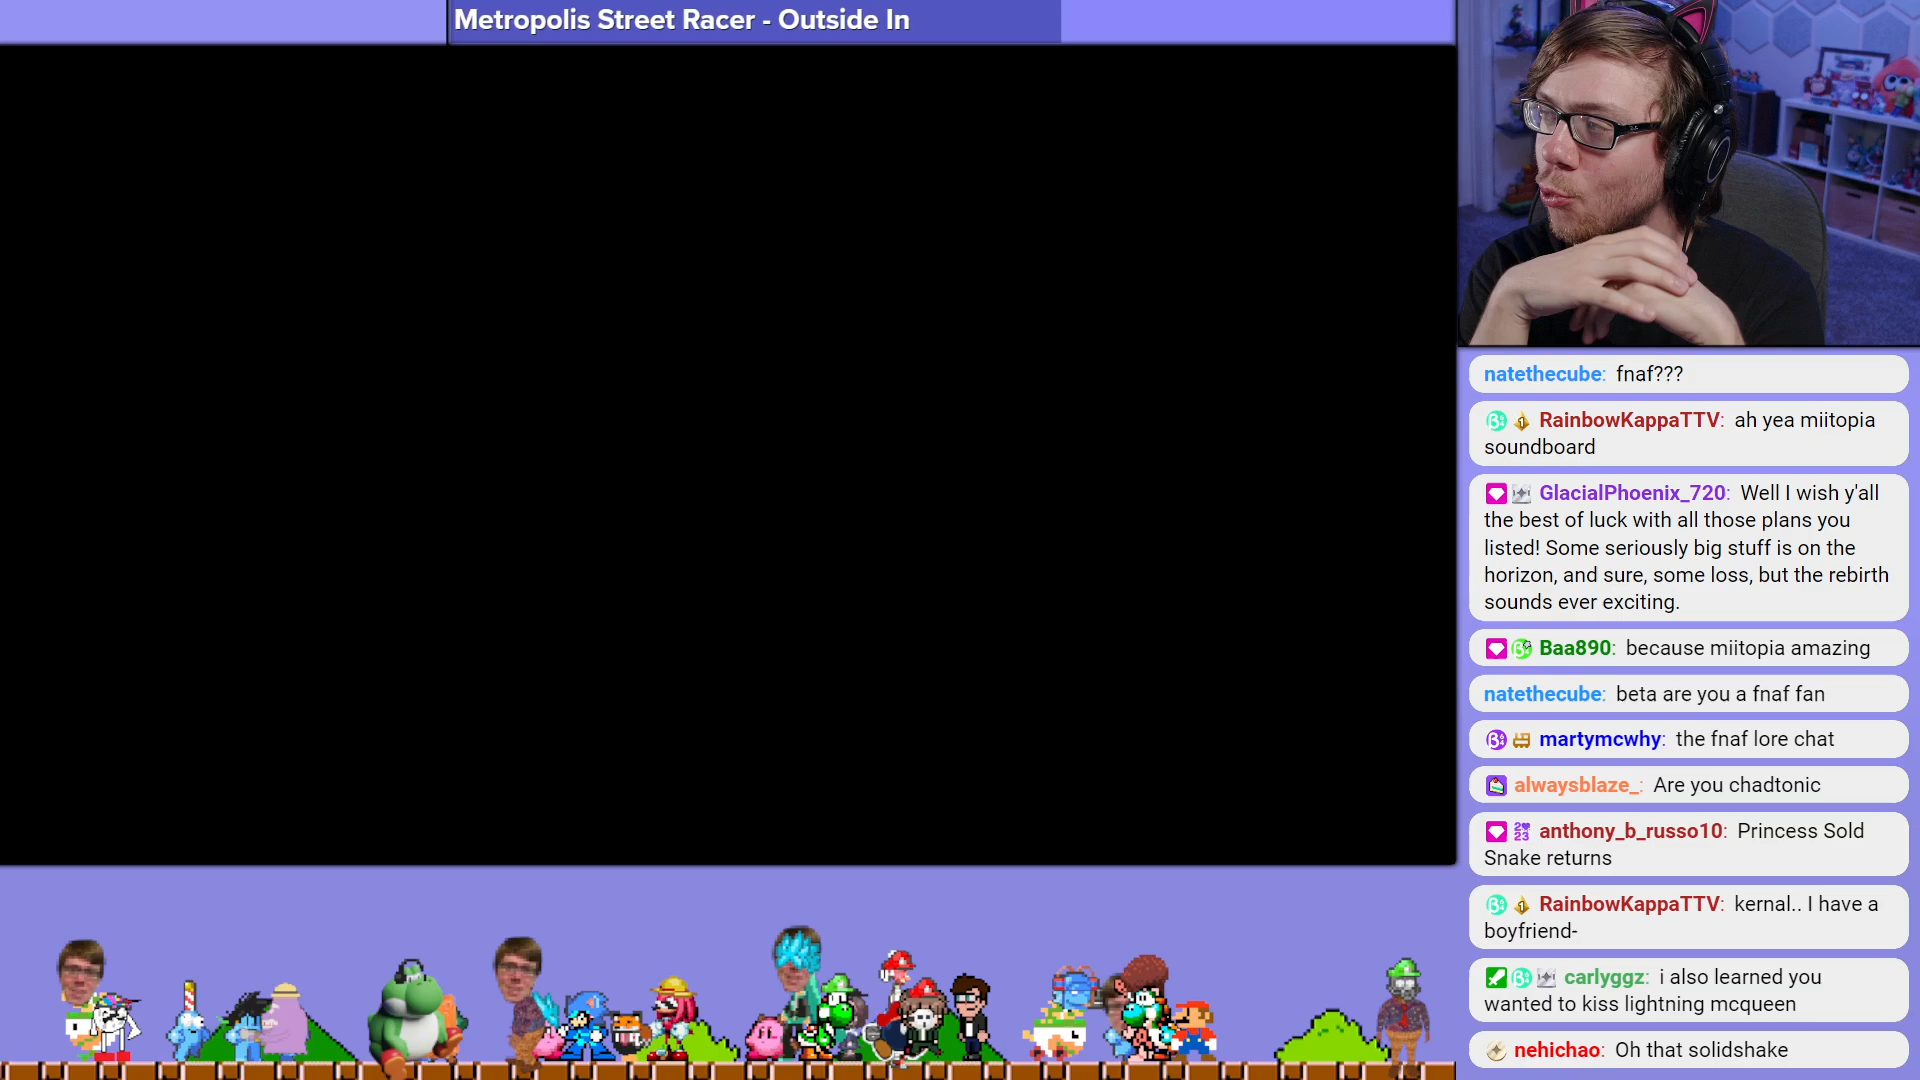 Metropolis Street Racer - Outside In
natethecube: fnaf???
RainbowKappaTTV: ah yea miitopia
soundboard
GlacialPhoenix_720: Well I wish y'all
the best of luck with all those plans you
listed! Some seriously big stuff is on the
horizon, and sure, some loss, but the rebirth
sounds ever exciting.
Baa890: because miitopia amazing
natethecube: beta are you a fnaf fan
martymcwhy: the fnaf lore chat
alwaysblaze_: Are you chadtonic
anthony_b_russo10: Princess Sold
Snake returns
RainbowKappaTTV: kernal.. I have a
boyfriend-
carlyggz: i also learned you
wanted to kiss lightning mcqueen
nehichao: Oh that solidshake